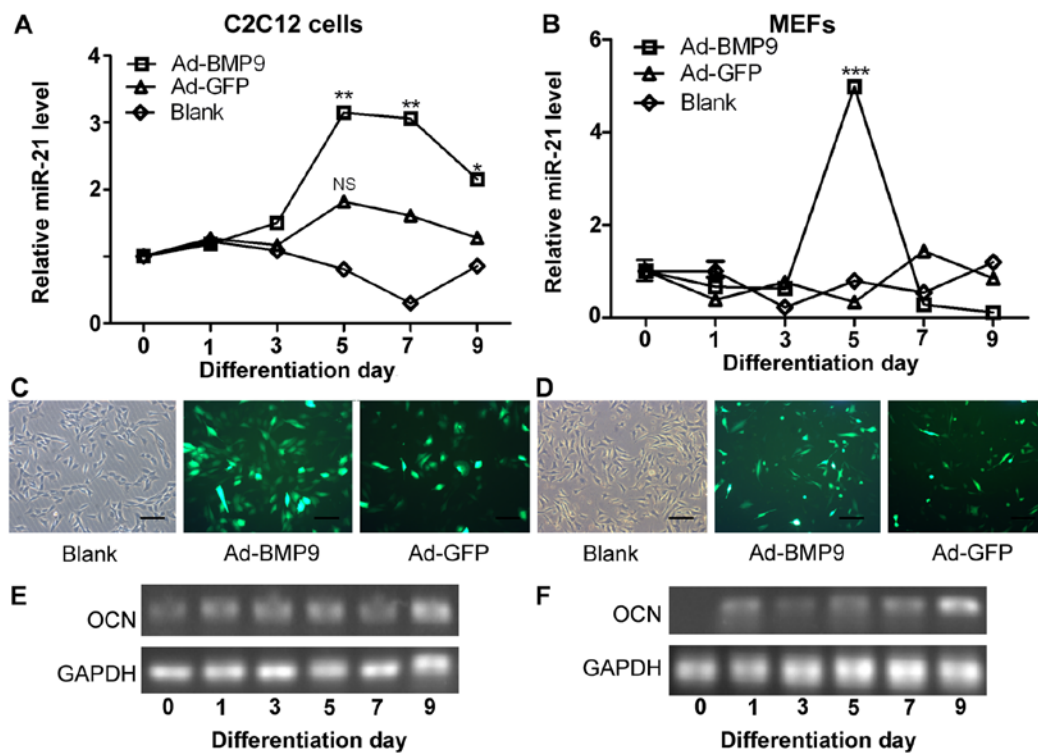 A
C2C12 cells
Relative miR-21 level
4
3
2
1
0
Ad-BMP9
Ad-GFP
Blank
**
**
*
NS
0 1 3 5 7 9
Differentiation day
B
MEFs
Relative miR-21 level
6
4
2
0
Ad-BMP9
Ad-GFP
Blank
***
0 1 3 5 7 9
Differentiation day
C
Blank Ad-BMP9 Ad-GFP
D
Blank Ad-BMP9 Ad-GFP
E
OCN
GAPDH
0 1 3 5 7 9
Differentiation day
F
OCN
GAPDH
0 1 3 5 7 9
Differentiation day